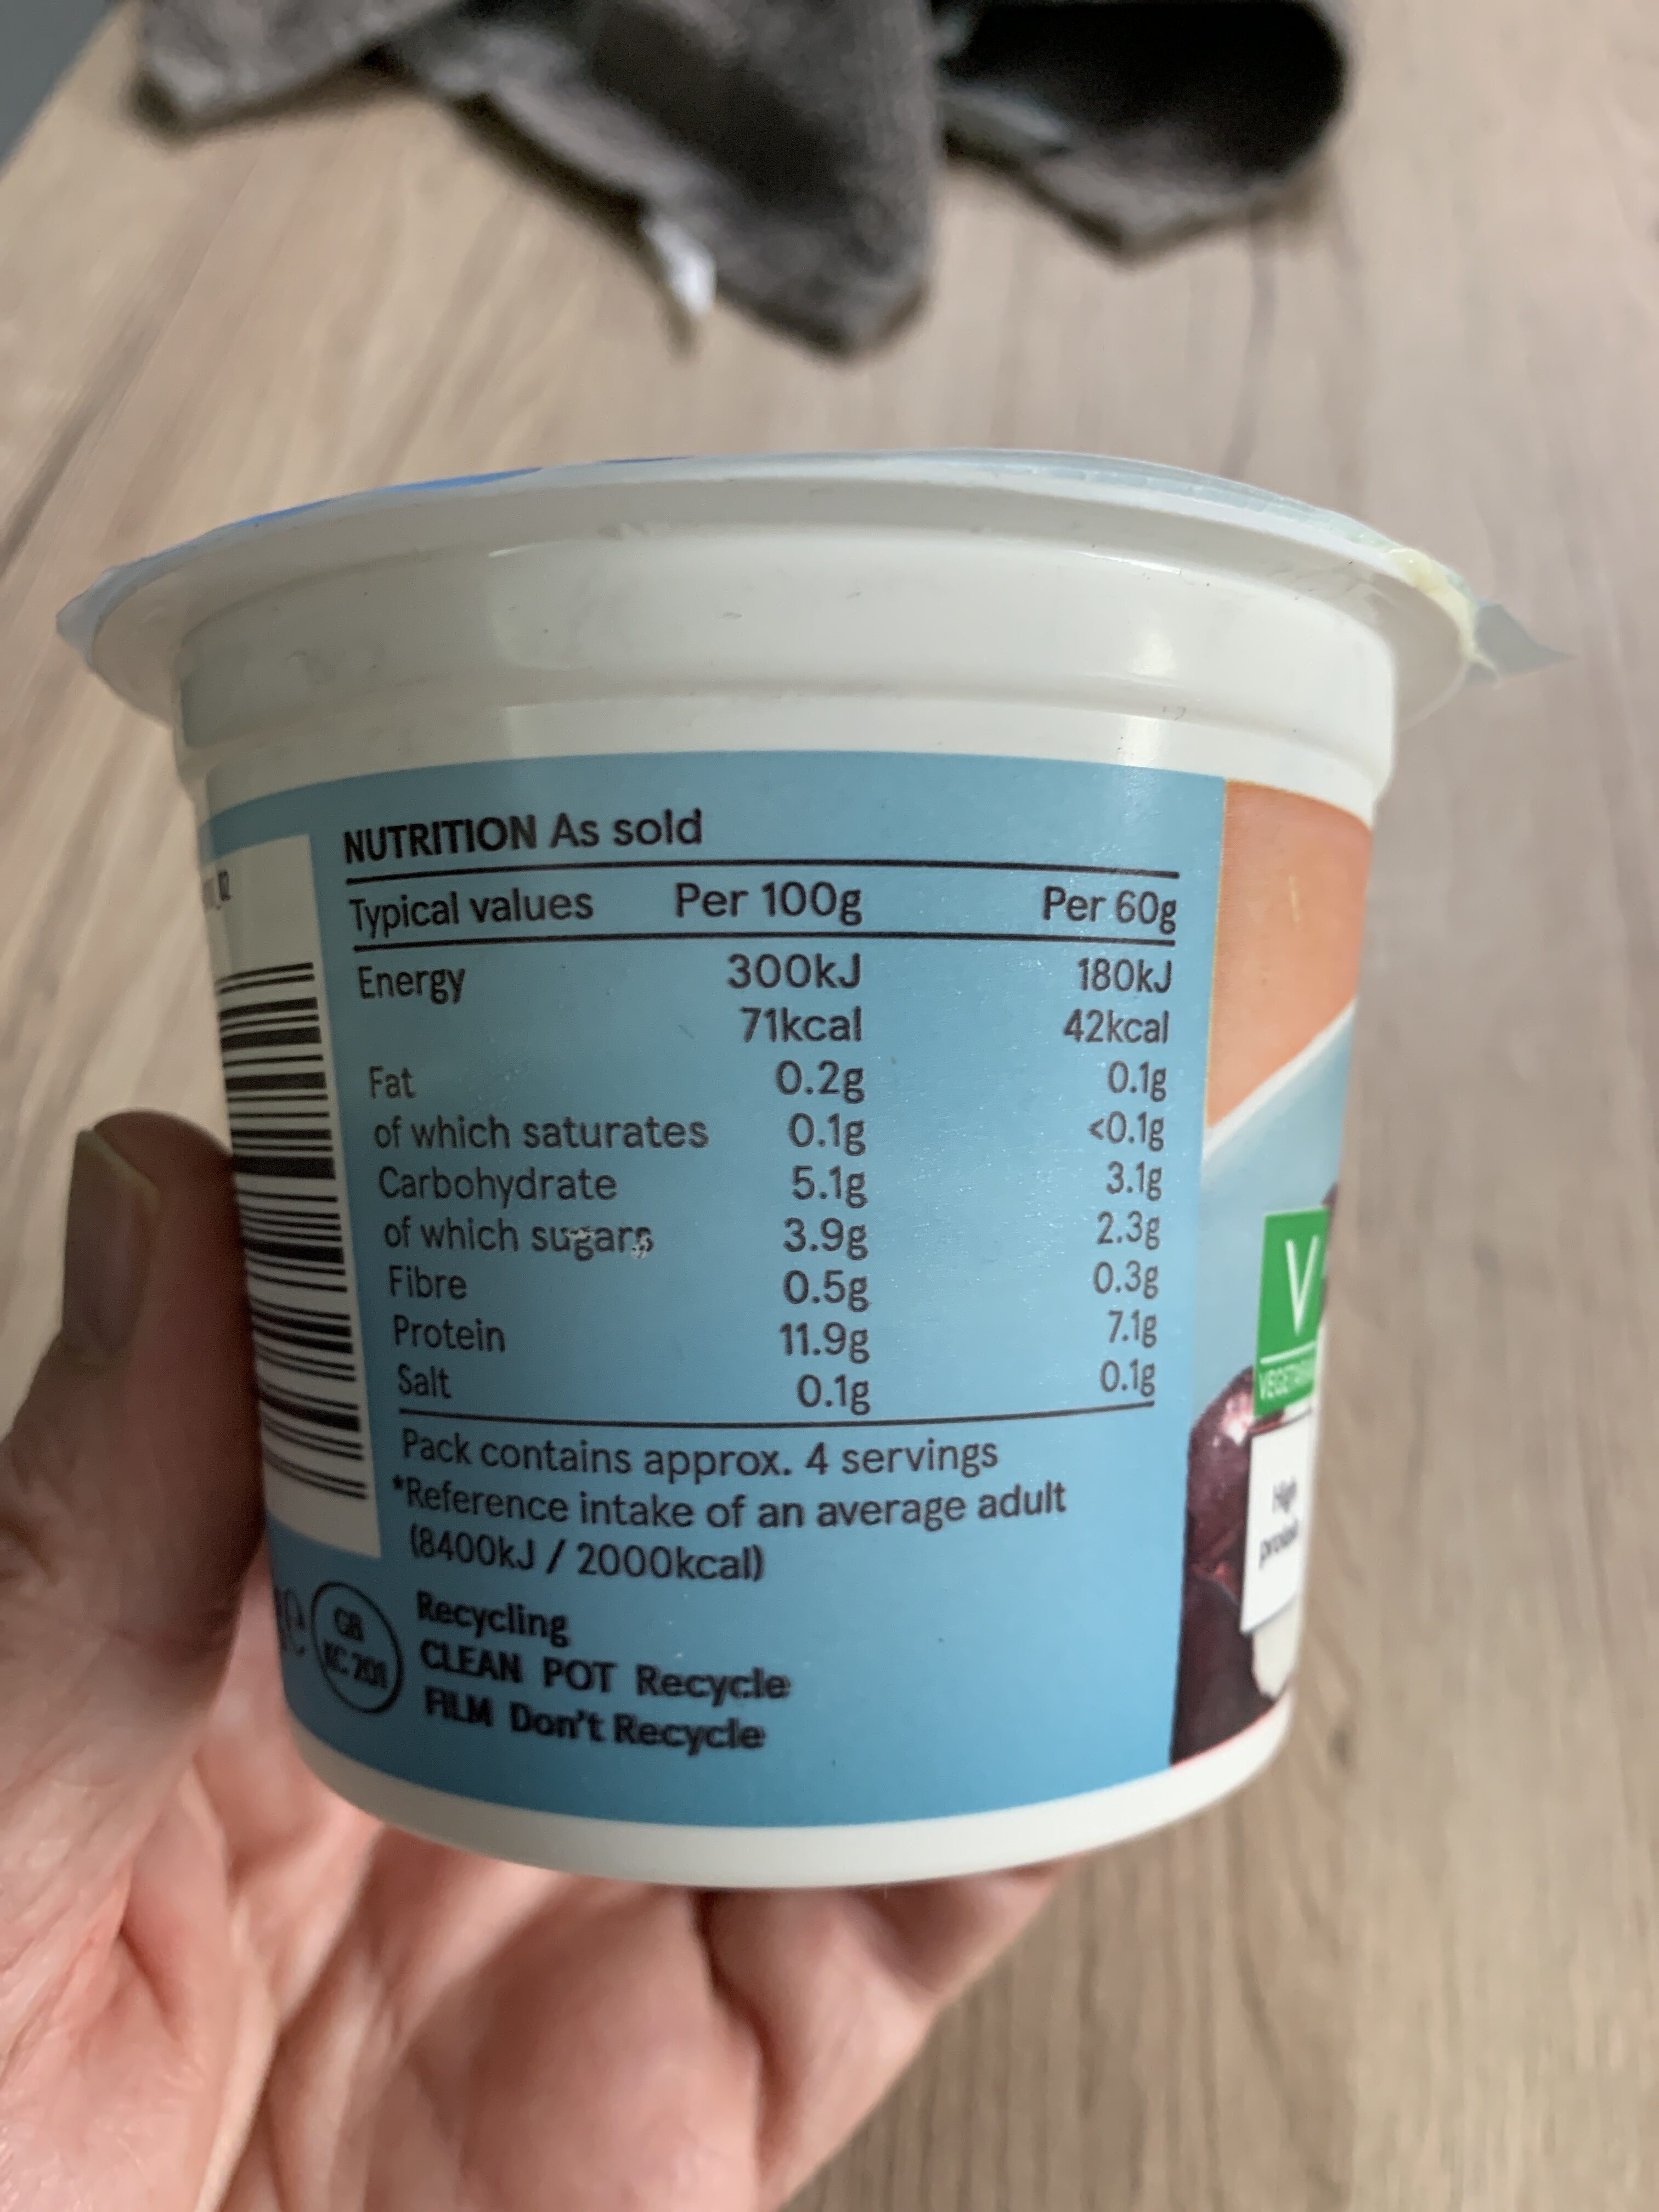 NUTRITION As sold
Typical values Per 100g Per 60g
Energy 300kJ 180kJ
71kcal 42kcal
Fat 0.2g 0.1g
of which saturates 0.1g <0.1g
Carbohydrate 5.1g 3.1g
of which sugars 3.9g 2.3g
Fibre 0.5g 0.3g
Protein 11.9g 7.1g
Salt 0.1g 0.1g
Pack contains approx. 4 servings
*Reference intake of an average adult
(8400kJ / 2000kcal)
Recycling
CLEAN POT Recycle
FILM Don't Recycle
GB
V
High
protein